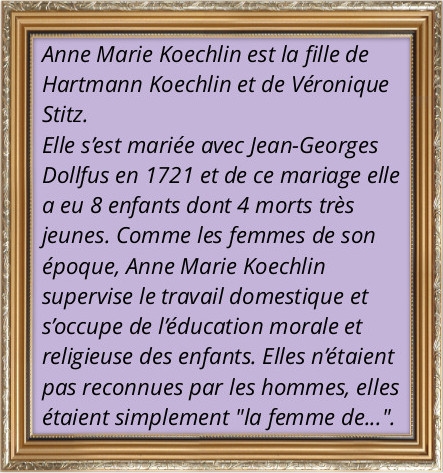 Anne Marie Koechlin est la fille de
Hartmann Koechlin et de Véronique
Stitz.
Elle s’est mariée avec Jean-Georges
Dollfus en 1721 et de ce mariage elle
a eu 8 enfants dont 4 morts très
jeunes. Comme les femmes de son
époque, Anne Marie Koechlin
supervise le travail domestique et
s’occupe de l’éducation morale et
religieuse des enfants. Elles n’étaient
pas reconnues par les hommes, elles
étaient simplement "la femme de...".